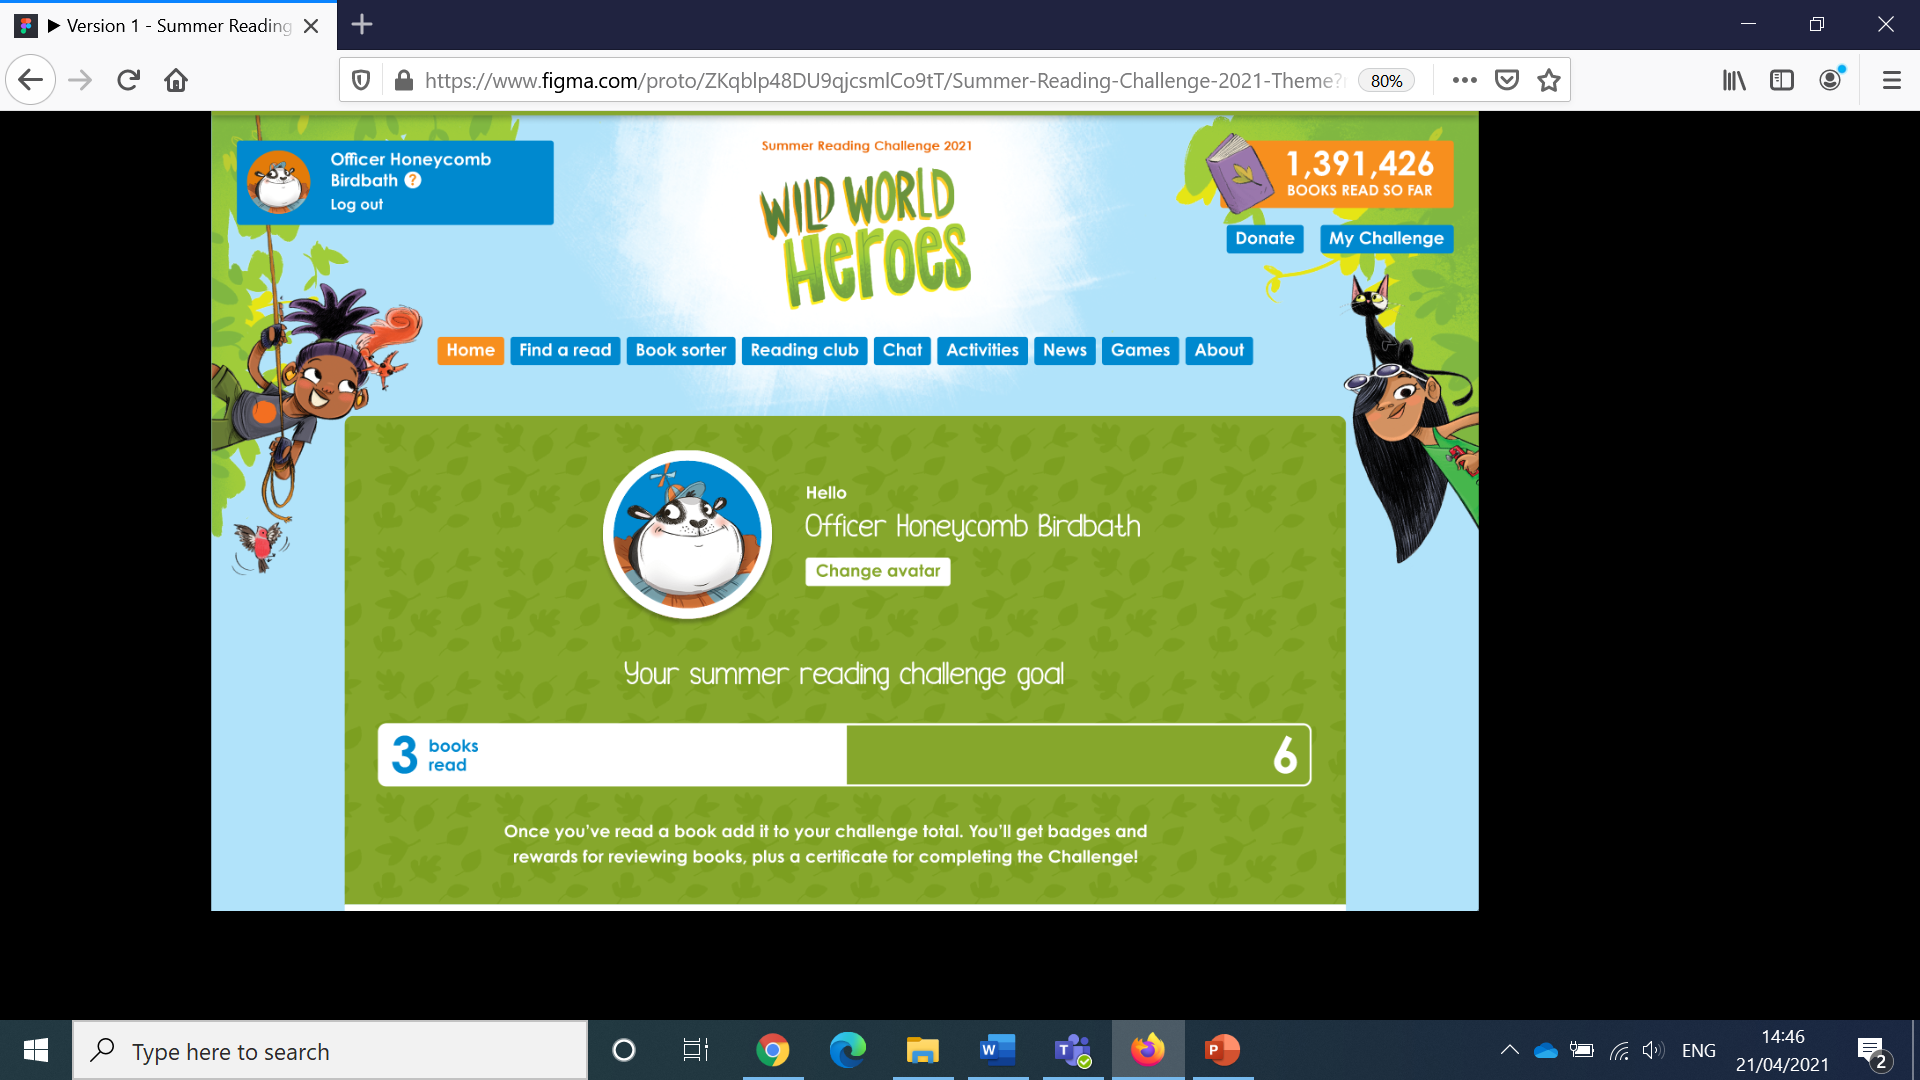 Version 1 - Summer Reading
https://www.figma.com/proto/ZKqblp48DU9qjcsmlCo9tT/Summer-Reading-Challenge-2021-Theme?
80%
Officer Honeycomb
Birdbath ?
Log out
Summer Reading Challenge 2021
WILD WORLD
HEROES
1,391,426
BOOKS READ SO FAR
Donate
My Challenge
Home
Find a read
Book sorter
Reading club
Chat
Activities
News
Games
About
Hello
Officer Honeycomb Birdbath
Change avatar
Your summer reading challenge goal
3 books
read
6
Once you've read a book add it to your challenge total. You'll get badges and
rewards for reviewing books, plus a certificate for completing the Challenge!
Type here to search
W
T
P
ENG
14:46
21/04/2021
2